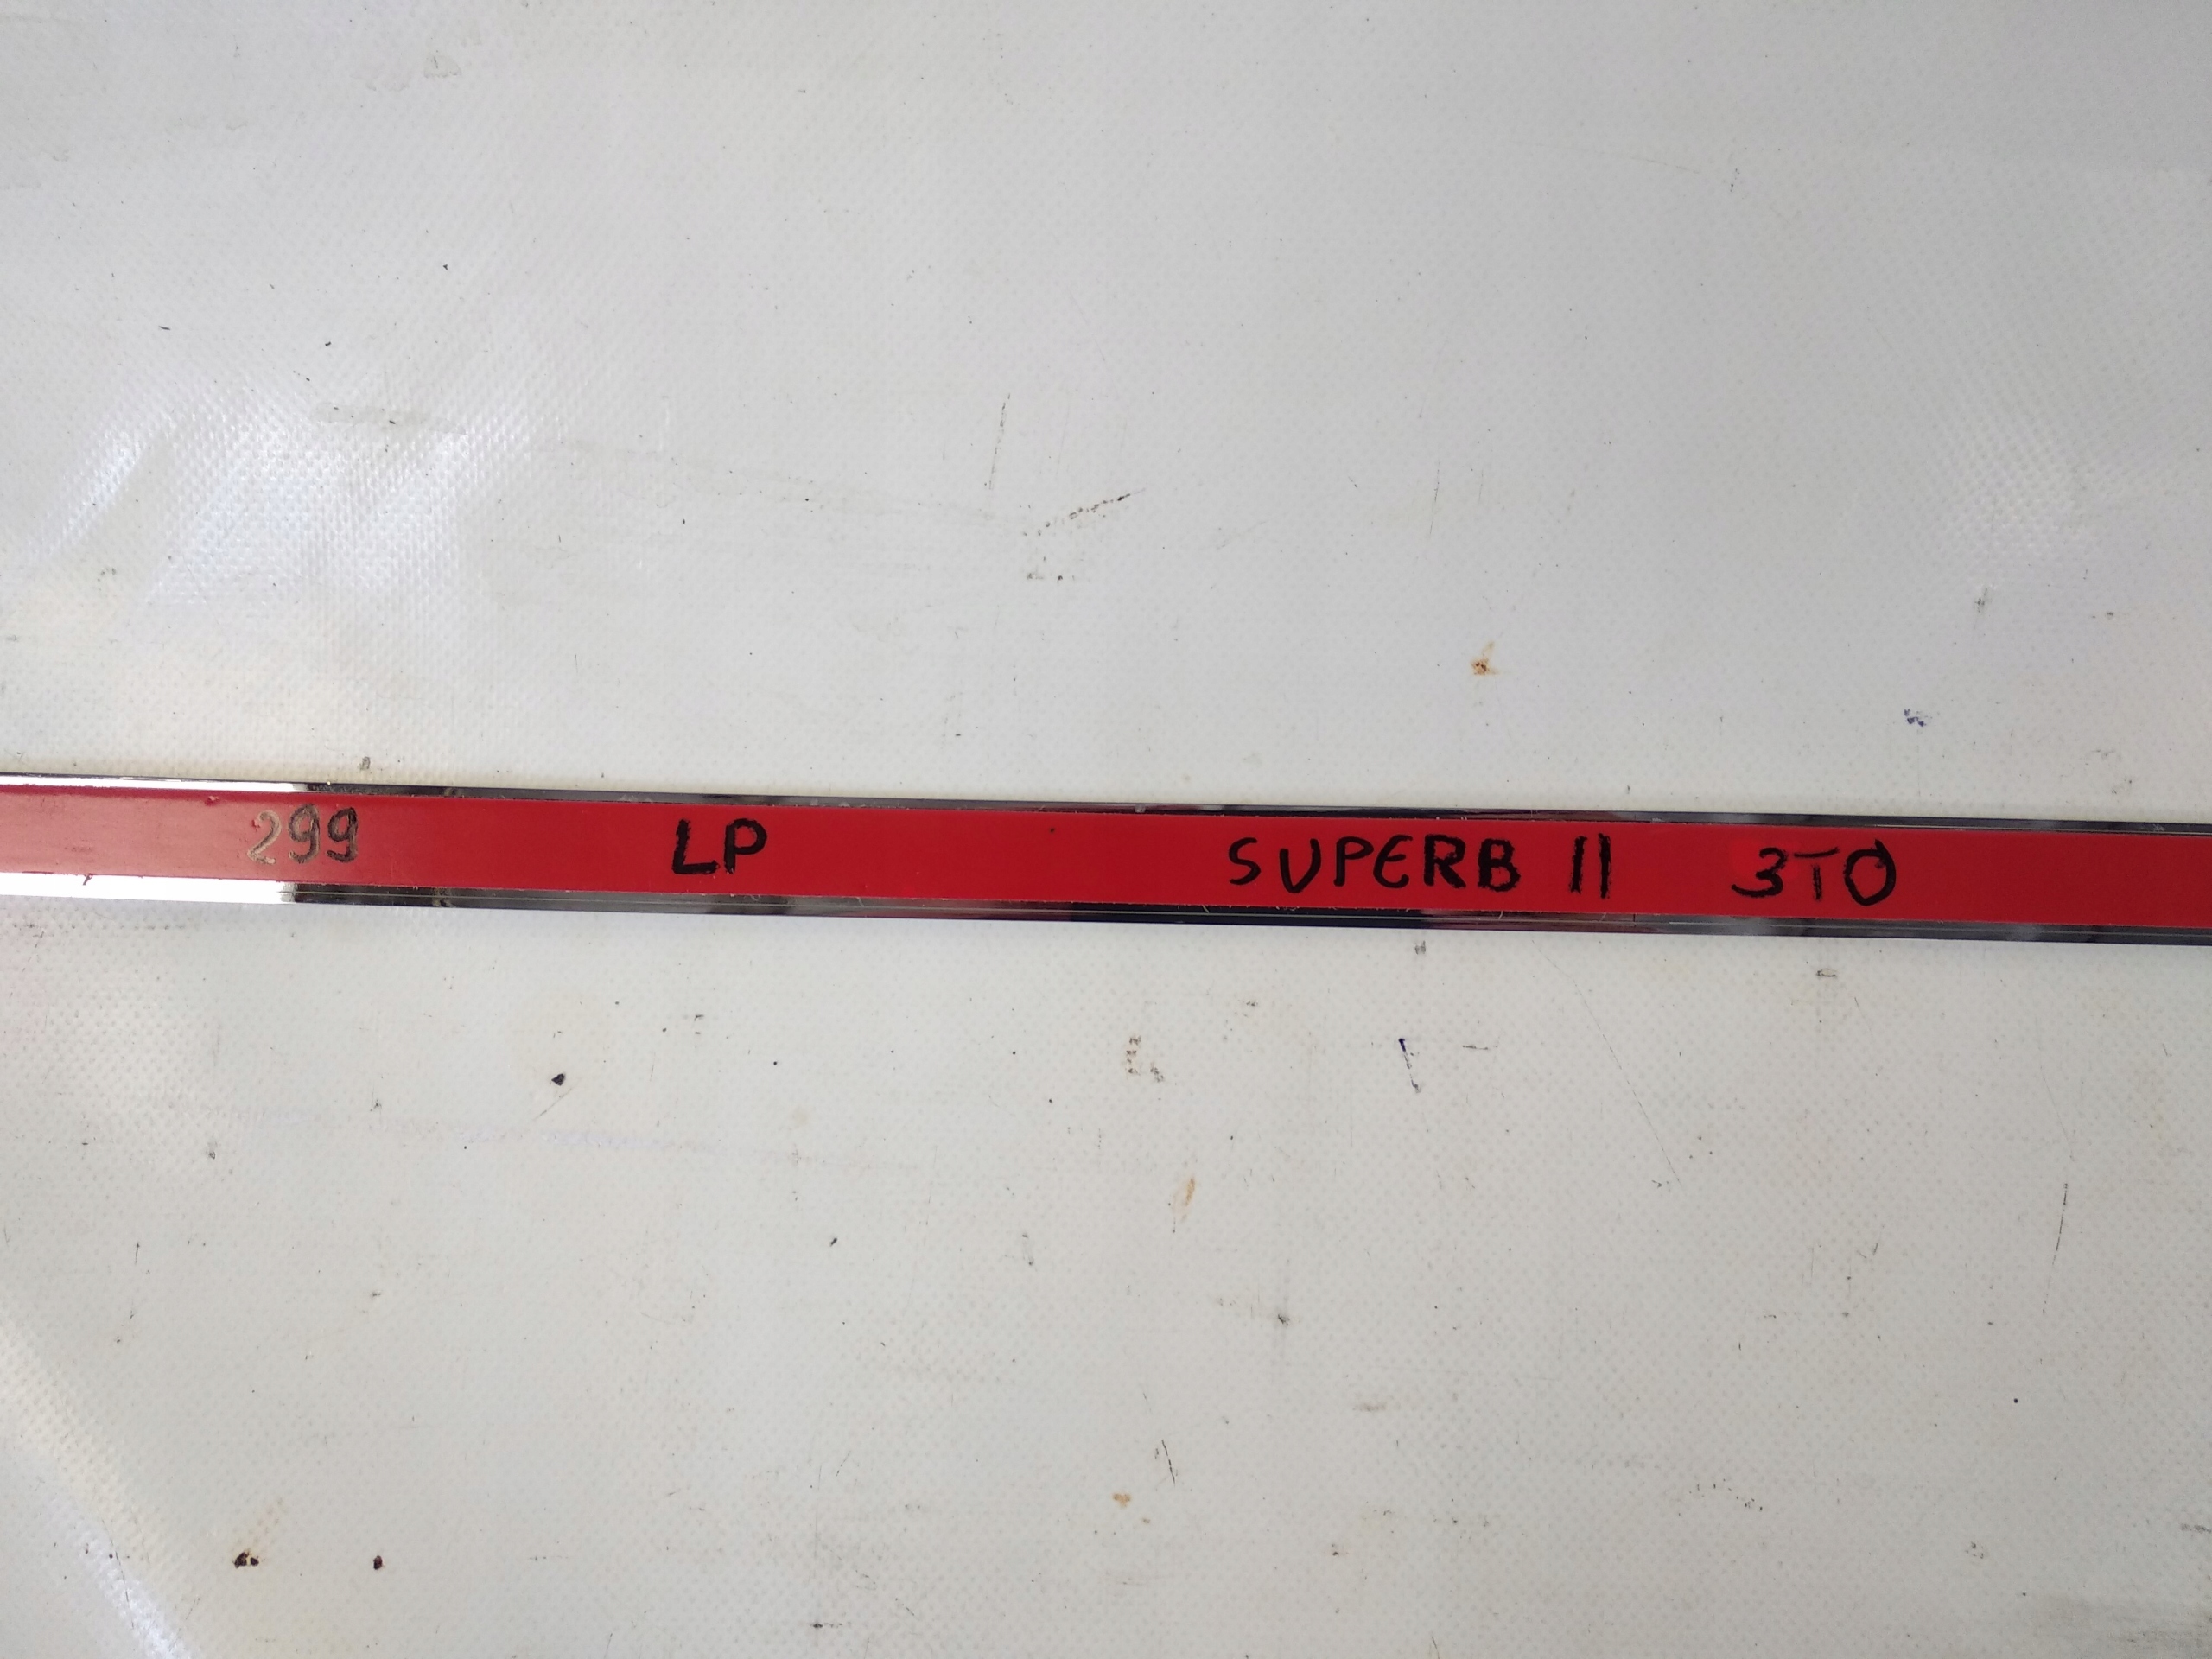 299 LP SUPERB II 3TO